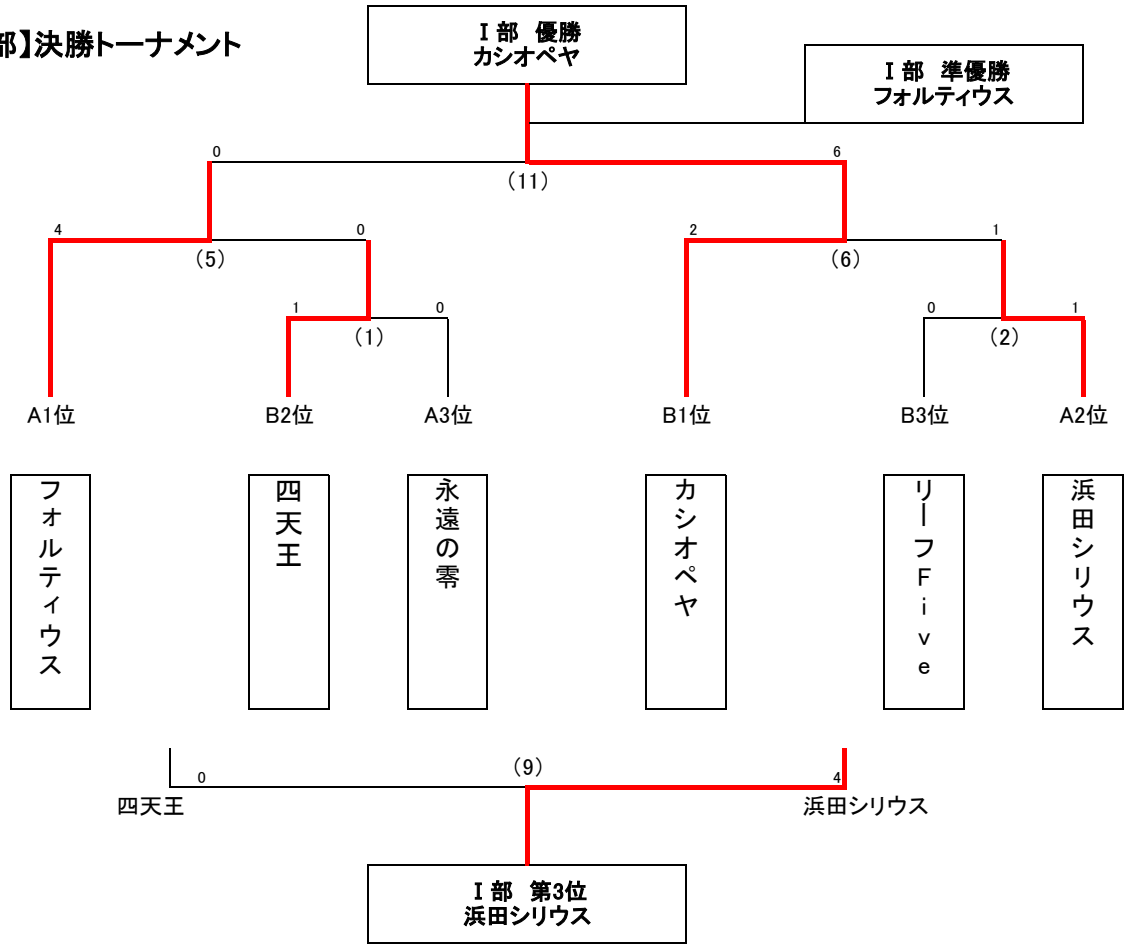 部】決勝トーナメント
Ⅰ部 優勝
カシオペヤ
Ⅰ部 準優勝
フォルティウス
0
6
（11）
4
0
2
1
（5）
（6）
1
0
0
1
（1）
（2）
A1位
B2位
A3位
B1位
B3位
A2位
フォルティウス
四天王
永遠の零
カシオペヤ
リーフFive
浜田シリウス
（9）
0
4
四天王
浜田シリウス
Ⅰ部 第3位
浜田シリウス